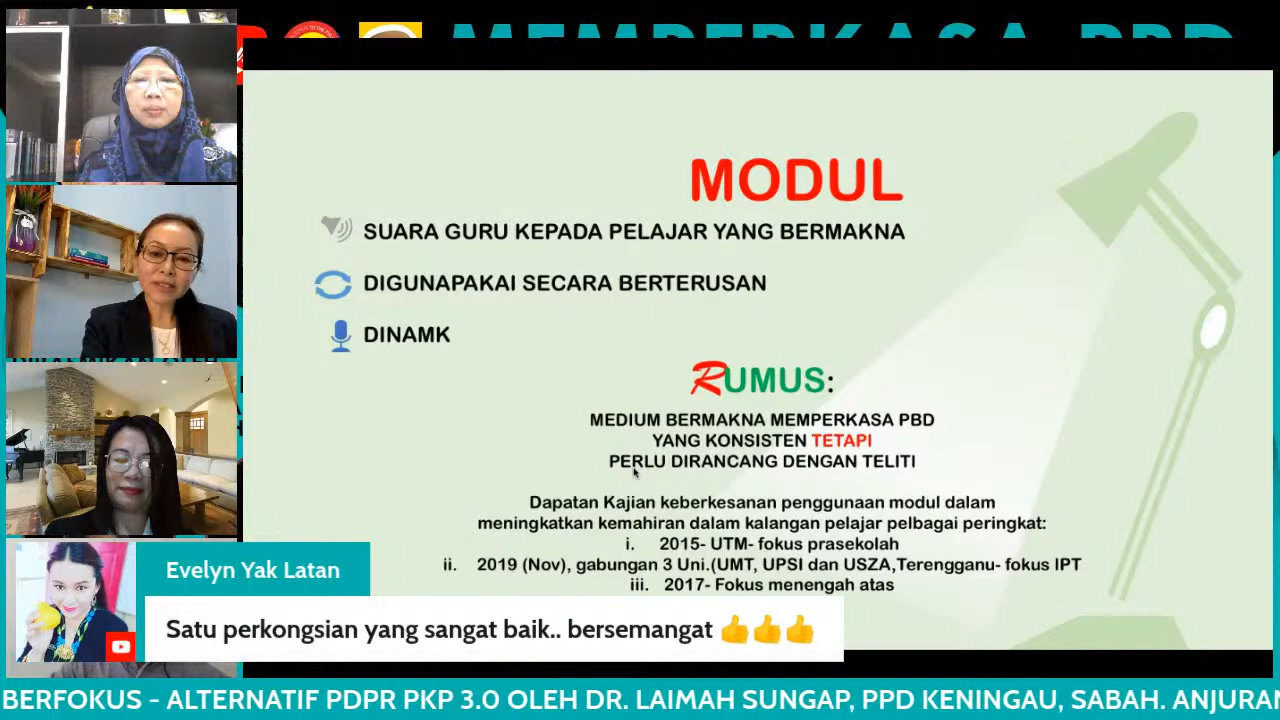 MEMPERKASA PBD
MODUL
SUARA GURU KEPADA PELAJAR YANG BERMAKNA
DIGUNAPAKAI SECARA BERTERUSAN
DINAMK
RUMUS:
MEDIUM BERMAKNA MEMPERKASA PBD
YANG KONSISTEN TETAPI
PERLU DIRANCANG DENGAN TELITI
Dapatan Kajian keberkesanan penggunaan modul dalam
meningkatkan kemahiran dalam kalangan pelajar pelbagai peringkat:
i. 2015- UTM- fokus prasekolah
ii. 2019 (Nov), gabungan 3 Uni.(UMT, UPSI dan USZA,Terengganu- fokus IPT
iii. 2017- Fokus menengah atas
Evelyn Yak Latan
Satu perkongsian yang sangat baik.. bersemangat 👍👍👍
BERFOKUS - ALTERNATIF PDPR PKP 3.0 OLEH DR. LAIMAH SUNGAP, PPD KENINGAU, SABAH. ANJURAN